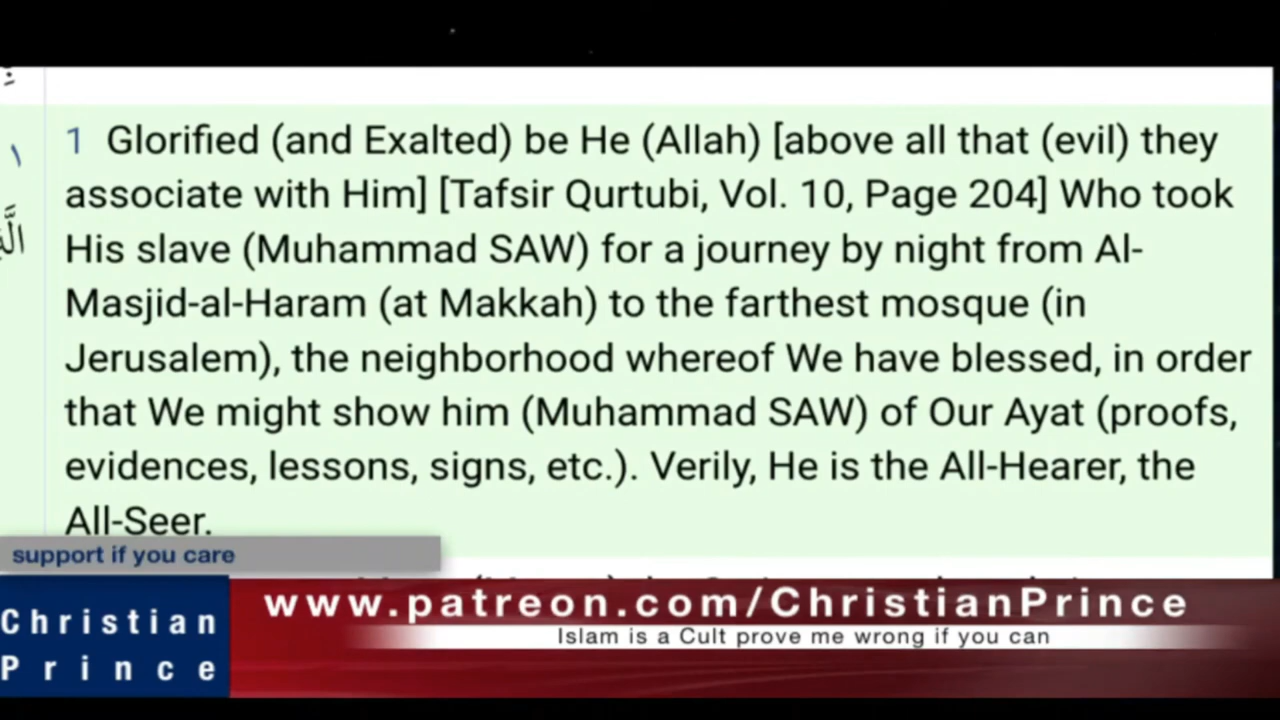 ١
1 Glorified (and Exalted) be He (Allah) [above all that (evil) they
associate with Him] [Tafsir Qurtubi, Vol. 10, Page 204] Who took
His slave (Muhammad SAW) for a journey by night from Al-
Masjid-al-Haram (at Makkah) to the farthest mosque (in
Jerusalem), the neighborhood whereof We have blessed, in order
that We might show him (Muhammad SAW) of Our Ayat (proofs,
evidences, lessons, signs, etc.). Verily, He is the All-Hearer, the
All-Seer.
support if you care
Christian
Prince
www.patreon.com/ChristianPrince
Islam is a Cult prove me wrong if you can